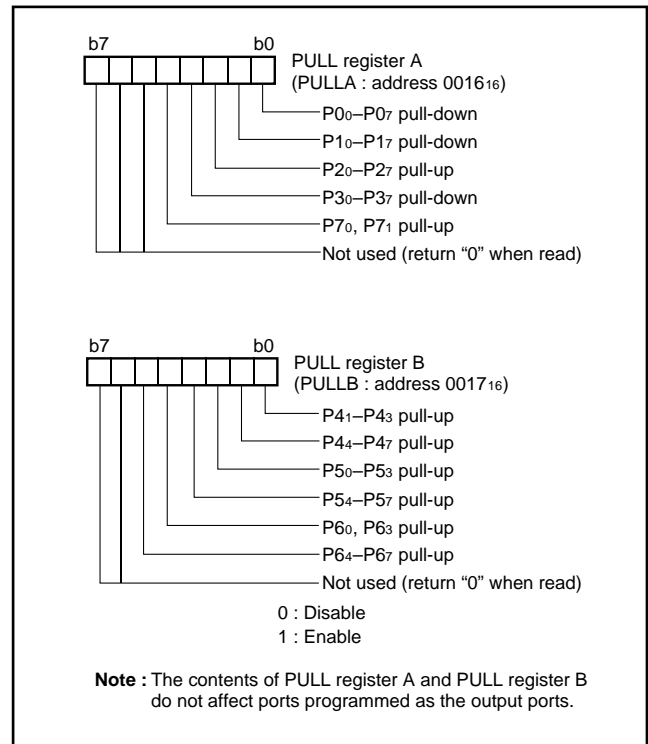 b7 b0
PULL register A
(PULLA : address 0016₁₆)
P0₀–P0₇ pull-down
P1₀–P1₇ pull-down
P2₀–P2₇ pull-up
P3₀–P3₇ pull-down
P7₀, P7₁ pull-up
Not used (return “0” when read)
b7 b0
PULL register B
(PULLB : address 0017₁₆)
P4₁–P4₃ pull-up
P4₄–P4₇ pull-up
P5₀–P5₃ pull-up
P5₄–P5₇ pull-up
P6₀, P6₃ pull-up
P6₄–P6₇ pull-up
Not used (return “0” when read)
0 : Disable
1 : Enable
Note : The contents of PULL register A and PULL register B
do not affect ports programmed as the output ports.